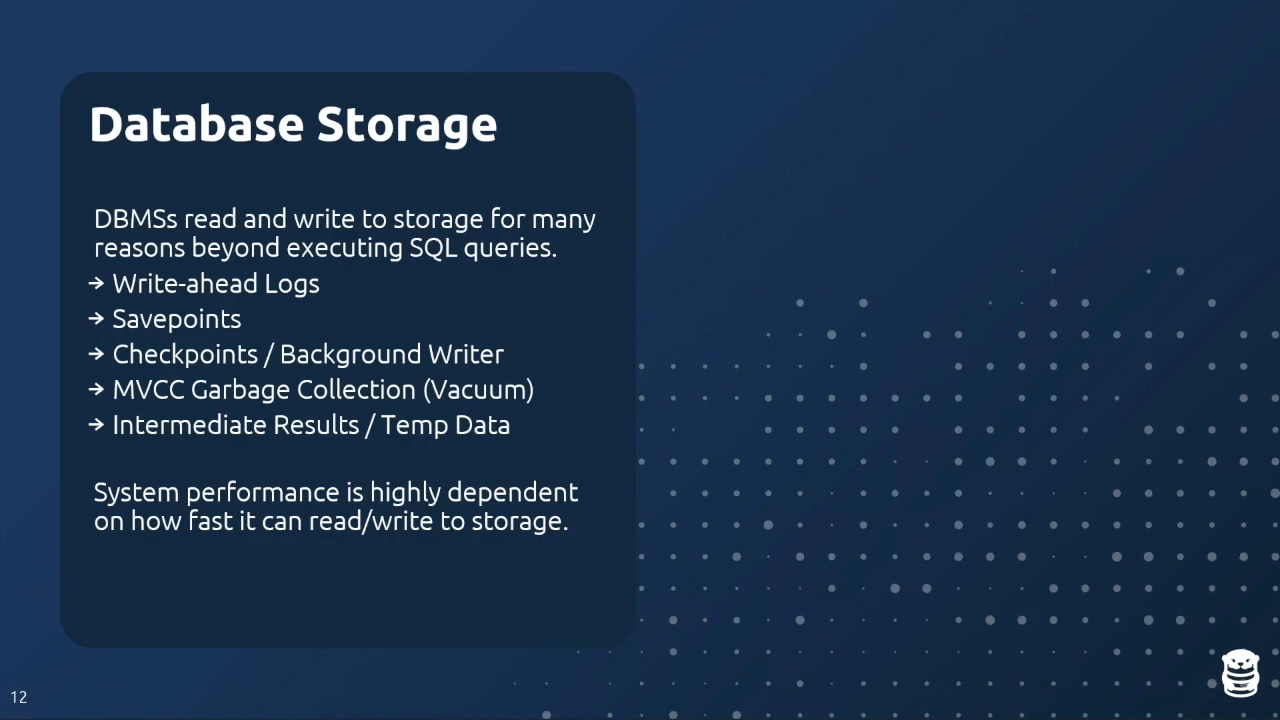 Database Storage
DBMSs read and write to storage for many
reasons beyond executing SQL queries.
→ Write-ahead Logs
→ Savepoints
→ Checkpoints / Background Writer
→ MVCC Garbage Collection (Vacuum)
→ Intermediate Results / Temp Data
System performance is highly dependent
on how fast it can read/write to storage.
12